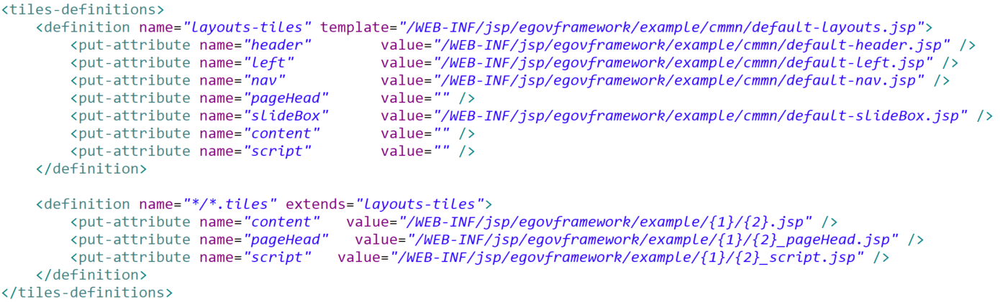 <tiles-definitions>
    <definition name="layouts-tiles" template="/WEB-INF/jsp/egovframework/example/cmmn/default-layouts.jsp">
        <put-attribute name="header"        value="/WEB-INF/jsp/egovframework/example/cmmn/default-header.jsp" />
        <put-attribute name="left"          value="/WEB-INF/jsp/egovframework/example/cmmn/default-left.jsp" />
        <put-attribute name="nav"           value="/WEB-INF/jsp/egovframework/example/cmmn/default-nav.jsp" />
        <put-attribute name="pageHead"      value="" />
        <put-attribute name="slideBox"      value="/WEB-INF/jsp/egovframework/example/cmmn/default-slideBox.jsp" />
        <put-attribute name="content"       value="" />
        <put-attribute name="script"        value="" />
    </definition>

    <definition name="*/*.tiles" extends="layouts-tiles">
        <put-attribute name="content"   value="/WEB-INF/jsp/egovframework/example/{1}/{2}.jsp" />
        <put-attribute name="pageHead"   value="/WEB-INF/jsp/egovframework/example/{1}/{2}_pageHead.jsp" />
        <put-attribute name="script"   value="/WEB-INF/jsp/egovframework/example/{1}/{2}_script.jsp" />
    </definition>
</tiles-definitions>